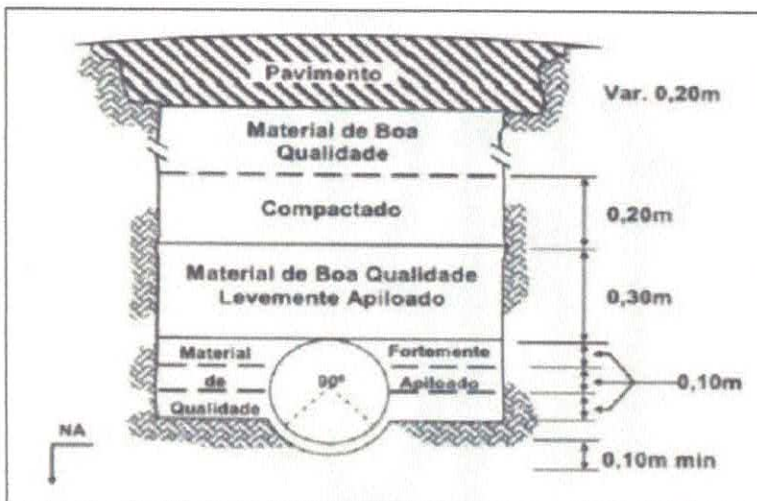 Pavimento
Var. 0,20m
Material de Boa
Qualidade
Compactado
0,20m
Material de Boa Qualidade
Levemente Apiloado
0,30m
Material
Fortemente
90º
de
Apiloado
0,10m
Qualidade
NA
0,10m min